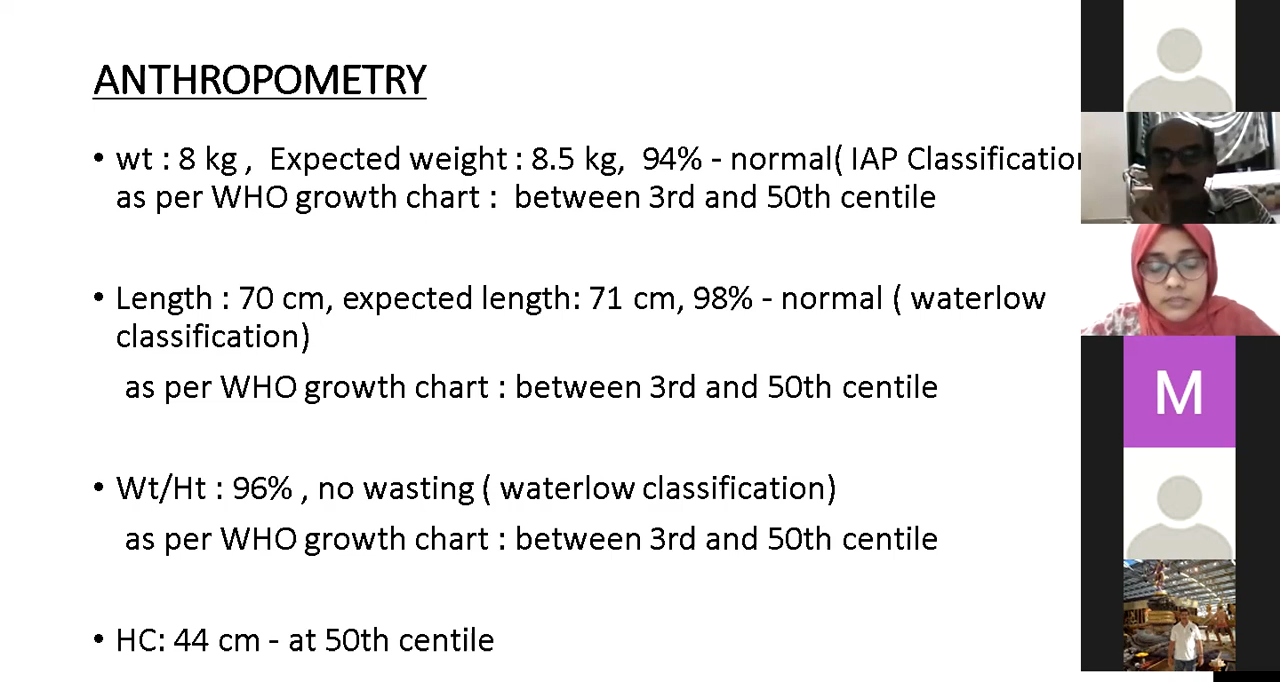 ANTHROPOMETRY
• wt : 8 kg , Expected weight : 8.5 kg, 94% - normal( IAP Classification
as per WHO growth chart : between 3rd and 50th centile
• Length : 70 cm, expected length: 71 cm, 98% - normal ( waterlow
classification)
as per WHO growth chart : between 3rd and 50th centile
• Wt/Ht : 96% , no wasting ( waterlow classification)
as per WHO growth chart : between 3rd and 50th centile
• HC: 44 cm - at 50th centile
M